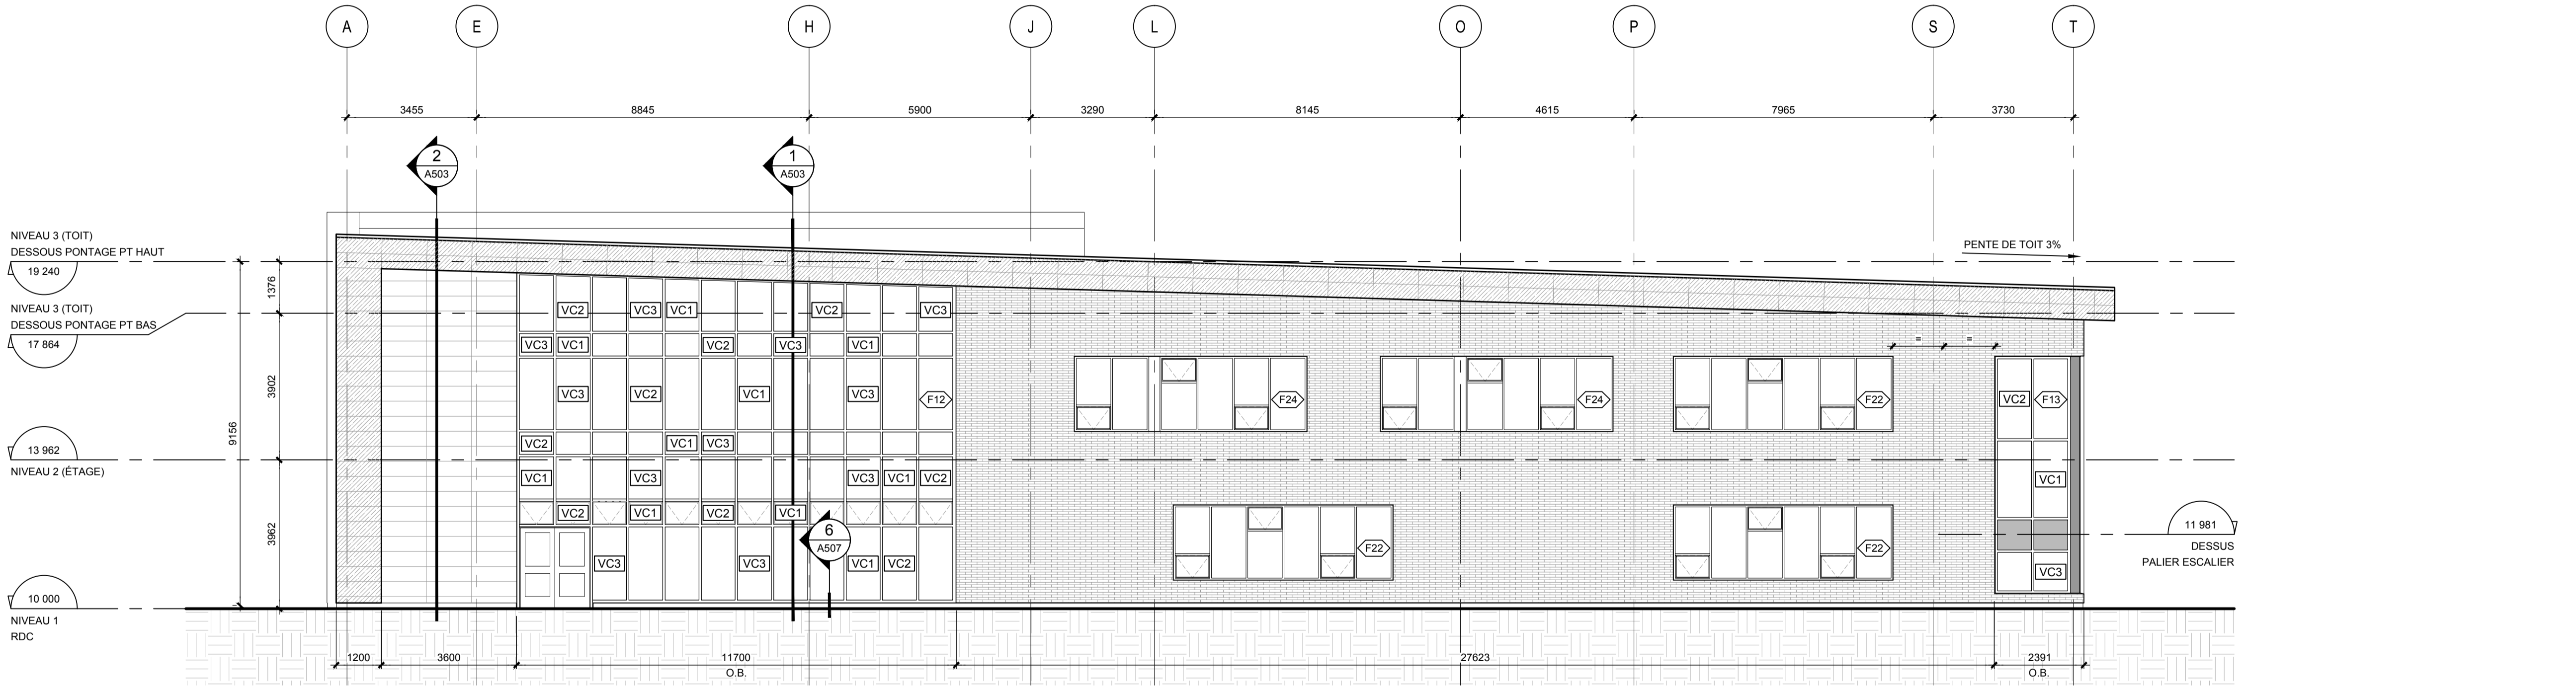 A E H J L O P S T
3455 8845 5900 3290 8145 4615 7965 3730
2
A503
1
A503
NIVEAU 3 (TOIT)
DESSOUS PONTAGE PT HAUT
19 240
NIVEAU 3 (TOIT)
DESSOUS PONTAGE PT BAS
17 864
13 962
NIVEAU 2 (ÉTAGE)
10 000
NIVEAU 1
RDC
9156
1376
3902
3962
PENTE DE TOIT 3%
VC2 VC3 VC1 VC2 VC3
VC3 VC1 VC2 VC3 VC1
= =
VC3 VC2 VC1 VC3 F12 F24 F24 F22 VC2 F13
VC2 VC1 VC3
VC1 VC3 VC3 VC1 VC2 VC1
VC2 VC1 VC2 VC1
6
A507
VC3 VC3 VC1 VC2 F22 F22 VC3
11 981
DESSUS
PALIER ESCALIER
1200 3600 11700 27623 2391
O.B. O.B.